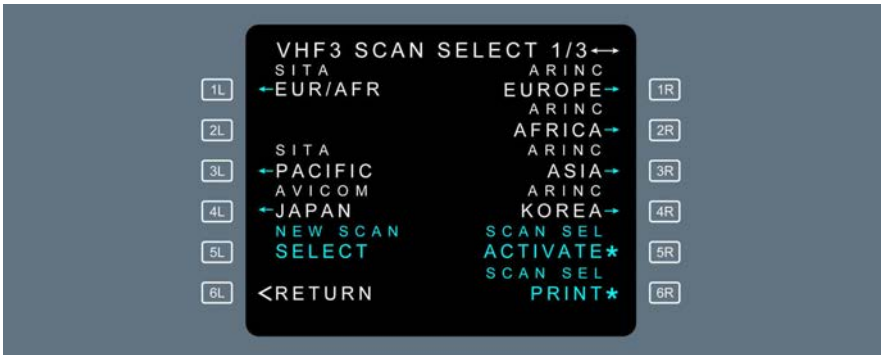 VHF3 SCAN SELECT 1/3↔
SITA ARINC
1L ←EUR/AFR EUROPE→ 1R
ARINC
2L AFRICA→ 2R
SITA ARINC
3L ←PACIFIC ASIA→ 3R
AVICOM ARINC
4L ←JAPAN KOREA→ 4R
NEW SCAN SCAN SEL
5L SELECT ACTIVATE* 5R
SCAN SEL
6L <RETURN PRINT* 6R